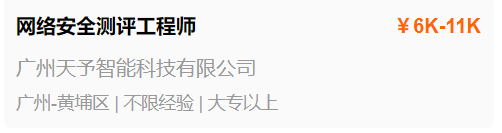 网络安全测评工程师 ￥6K-11K
广州天予智能科技有限公司
广州-黄埔区 | 不限经验 | 大专以上